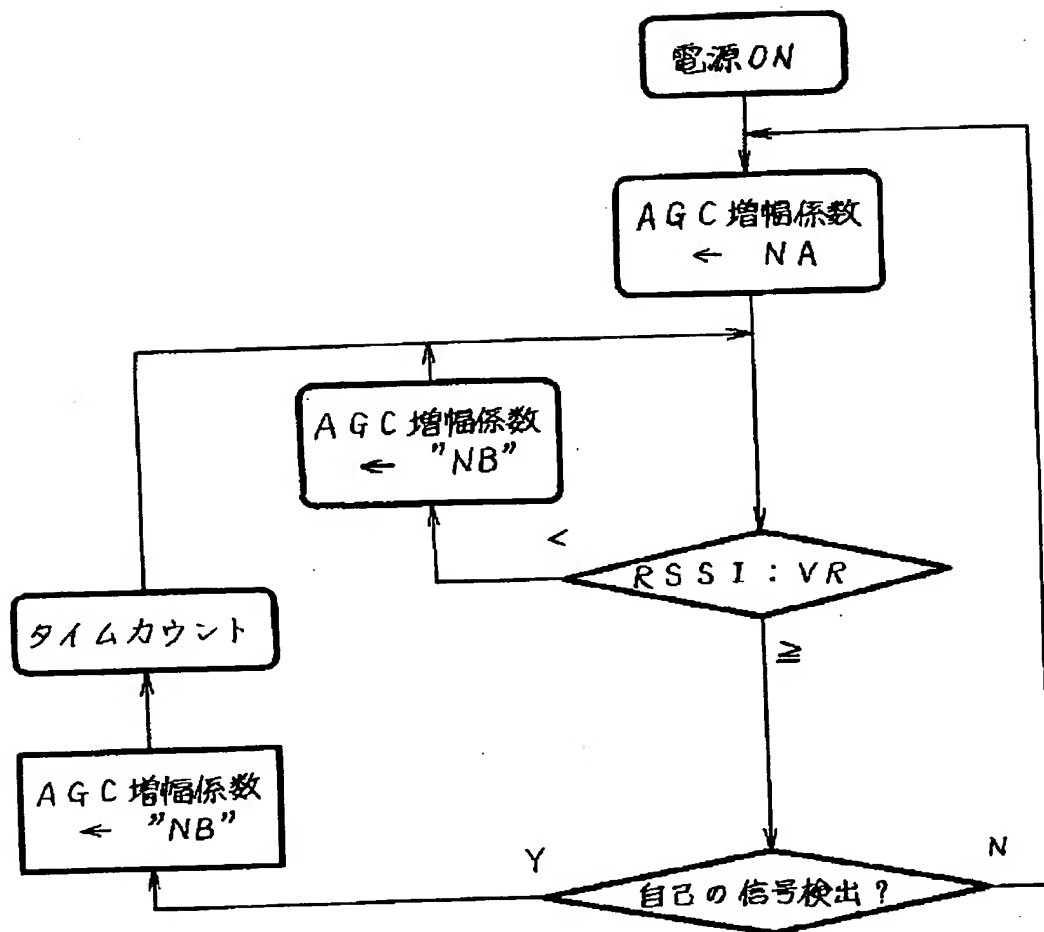 電源ON
AGC増幅係数
← NA
AGC増幅係数
← "NB"
<
RSSI:VR
≧
タイムカウント
AGC増幅係数
← "NB"
Y
N
自己の信号検出?